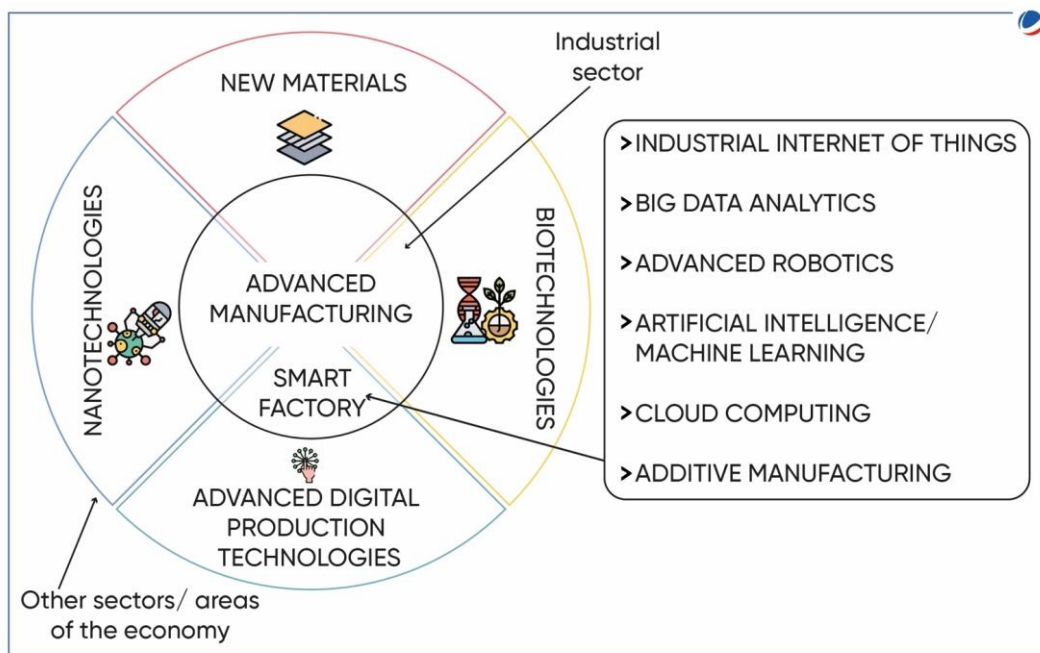 Industrial
sector
NEW MATERIALS
NANOTECHNOLOGIES
BIOTECHNOLOGIES
ADVANCED
MANUFACTURING
SMART
FACTORY
ADVANCED DIGITAL
PRODUCTION
TECHNOLOGIES
>INDUSTRIAL INTERNET OF THINGS
>BIG DATA ANALYTICS
>ADVANCED ROBOTICS
>ARTIFICIAL INTELLIGENCE/
MACHINE LEARNING
>CLOUD COMPUTING
>ADDITIVE MANUFACTURING
Other sectors/ areas
of the economy